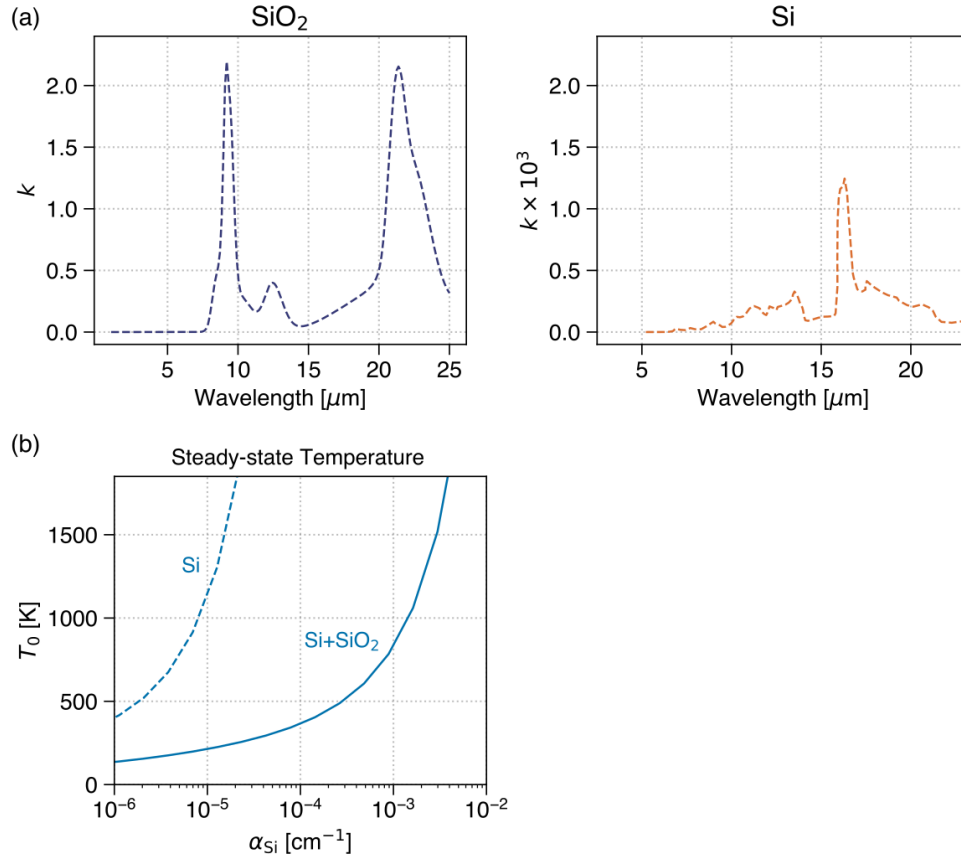 (a)
SiO₂
2.0
1.5
1.0
0.5
0.0
k
5 10 15 20 25
Wavelength [μm]
Si
2.0
1.5
1.0
0.5
0.0
k × 10³
5 10 15 20
Wavelength [μm]
(b)
Steady-state Temperature
1500
1000
500
0
T₀ [K]
Si
Si+SiO₂
10⁻⁶ 10⁻⁵ 10⁻⁴ 10⁻³ 10⁻²
α_Si [cm⁻¹]